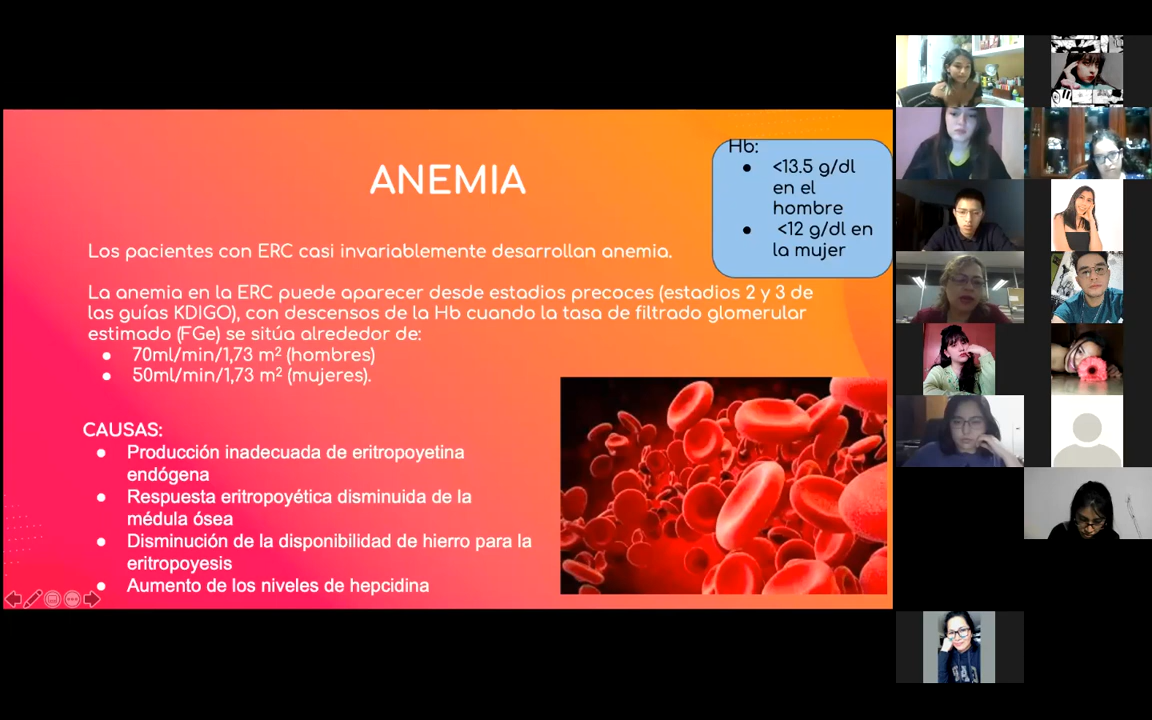 ANEMIA
Hb:
● <13.5 g/dl
en el
hombre
● <12 g/dl en
la mujer
Los pacientes con ERC casi invariablemente desarrollan anemia.
La anemia en la ERC puede aparecer desde estadios precoces (estadios 2 y 3 de
las guías KDIGO), con descensos de la Hb cuando la tasa de filtrado glomerular
estimado (FGe) se sitúa alrededor de:
● 70ml/min/1,73 m² (hombres)
● 50ml/min/1,73 m² (mujeres).
CAUSAS:
● Producción inadecuada de eritropoyetina
endógena
● Respuesta eritropoyética disminuida de la
médula ósea
● Disminución de la disponibilidad de hierro para la
eritropoyesis
● Aumento de los niveles de hepcidina